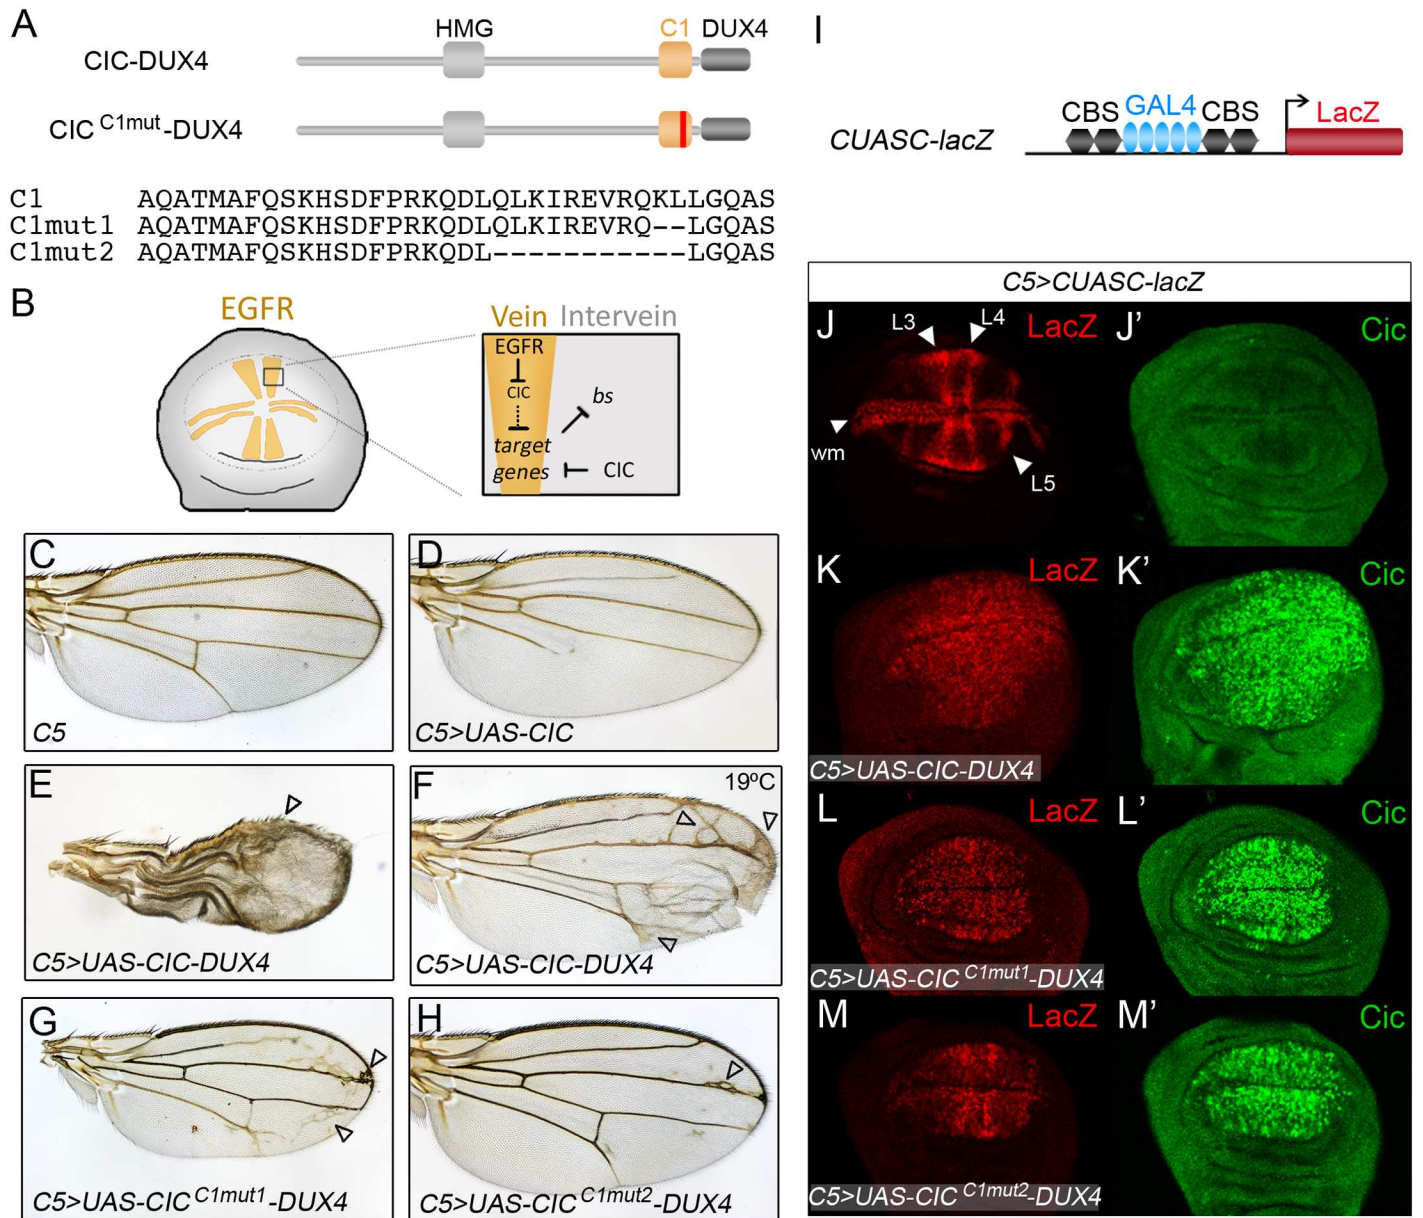 A
HMG C1 DUX4
CIC-DUX4
CIC C1mut-DUX4
C1 AQATMAFQSKHSDFPRKQDLQLKIREVRQKLLGQAS
C1mut1 AQATMAFQSKHSDFPRKQDLQLKIREVRQ--LGQAS
C1mut2 AQATMAFQSKHSDFPRKQDL-----------LGQAS
B
EGFR
Vein Intervein
EGFR
CIC
bs
target
genes
CIC
C
C5
D
C5>UAS-CIC
E
C5>UAS-CIC-DUX4
F
19ºC
C5>UAS-CIC-DUX4
G
C5>UAS-CIC C1mut1-DUX4
H
C5>UAS-CIC C1mut2-DUX4
I
CBS GAL4 CBS LacZ
CUASC-lacZ
C5>CUASC-lacZ
J
L3
L4
LacZ
wm
L5
J’
Cic
K
LacZ
C5>UAS-CIC-DUX4
K’
Cic
L
LacZ
C5>UAS-CIC C1mut1-DUX4
L’
Cic
M
LacZ
C5>UAS-CIC C1mut2-DUX4
M’
Cic